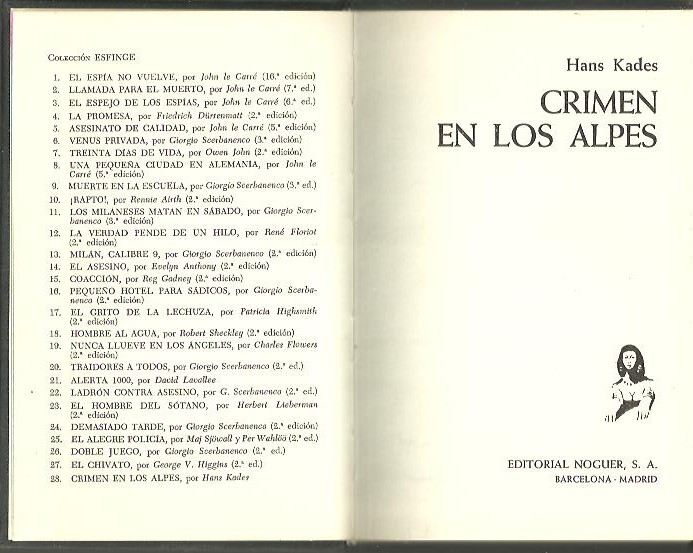 Colección ESFINGE
1. EL ESPÍA NO VUELVE, por John le Carré (16.ª edición)
2. LLAMADA PARA EL MUERTO, por John le Carré (7.ª ed.)
3. EL ESPEJO DE LOS ESPÍAS, por John le Carré (6.ª ed.)
4. LA PROMESA, por Friedrich Dürrenmatt (2.ª edición)
5. ASESINATO DE CALIDAD, por John le Carré (5.ª edición)
6. VENUS PRIVADA, por Giorgio Scerbanenco (3.ª edición)
7. TREINTA DÍAS DE VIDA, por Owen John (2.ª edición)
8. UNA PEQUEÑA CIUDAD EN ALEMANIA, por John le
Carré (5.ª edición)
9. MUERTE EN LA ESCUELA, por Giorgio Scerbanenco (3.ª ed.)
10. ¡RAPTO!, por Rennie Airth (2.ª edición)
11. LOS MILANESES MATAN EN SÁBADO, por Giorgio Scer-
banenco (3.ª edición)
12. LA VERDAD PENDE DE UN HILO, por René Floriot
(2.ª edición)
13. MILÁN, CALIBRE 9, por Giorgio Scerbanenco (2.ª edición)
14. EL ASESINO, por Evelyn Anthony (2.ª edición)
15. COACCIÓN, por Reg Gadney (2.ª edición)
16. PEQUEÑO HOTEL PARA SÁDICOS, por Giorgio Scerba-
nenco (2.ª edición)
17. EL GRITO DE LA LECHUZA, por Patricia Highsmith
(2.ª edición)
18. HOMBRE AL AGUA, por Robert Sheckley (2.ª edición)
19. NUNCA LLUEVE EN LOS ÁNGELES, por Charles Flowers
(2.ª edición)
20. TRAIDORES A TODOS, por Giorgio Scerbanenco (2.ª ed.)
21. ALERTA 1000, por David Lavallee
22. LADRÓN CONTRA ASESINO, por G. Scerbanenco (2.ª ed.)
23. EL HOMBRE DEL SÓTANO, por Herbert Lieberman
(2.ª edición)
24. DEMASIADO TARDE, por Giorgio Scerbanenco (2.ª edición)
25. EL ALEGRE POLICÍA, por Maj Sjöwall y Per Wahlöö (2.ª ed.)
26. DOBLE JUEGO, por Giorgio Scerbanenco (2.ª ed.)
27. EL CHIVATO, por George V. Higgins (2.ª ed.)
28. CRIMEN EN LOS ALPES, por Hans Kades
Hans Kades
CRIMEN
EN LOS ALPES
EDITORIAL NOGUER, S. A.
BARCELONA - MADRID